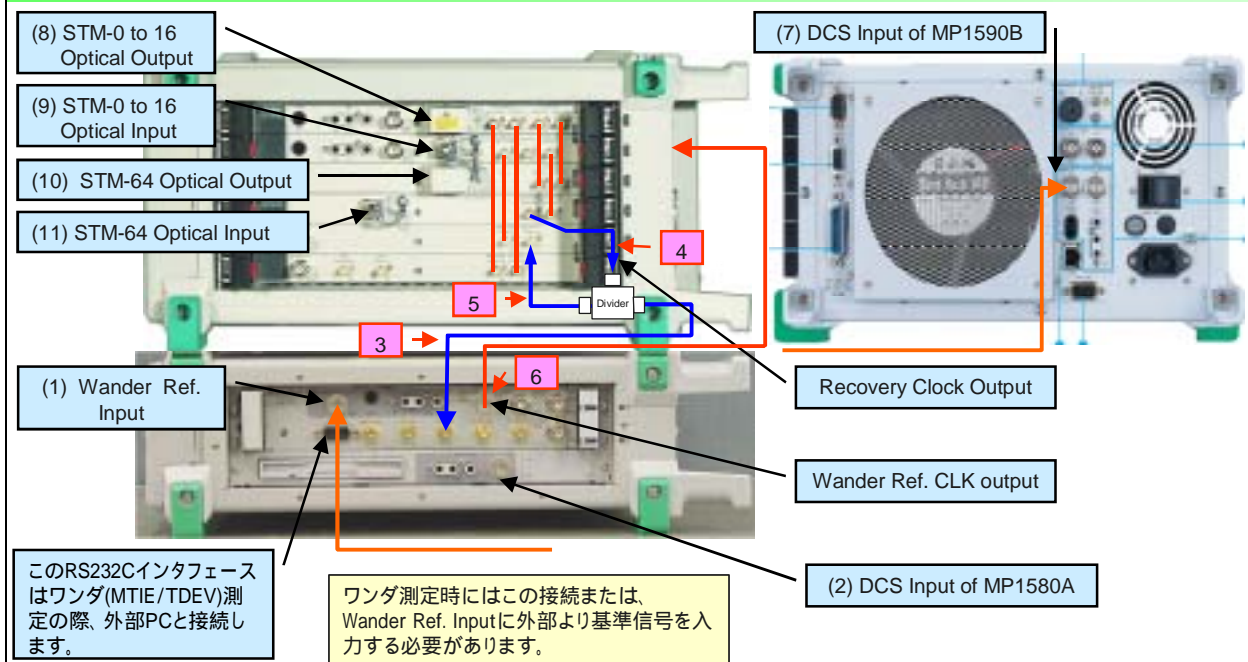 (8) STM-0 to 16
Optical Output
(7) DCS Input of MP1590B
(9) STM-0 to 16
Optical Input
(10) STM-64 Optical Output
(11) STM-64 Optical Input
4
5
Divider
3
6
(1) Wander Ref.
Input
Recovery Clock Output
Wander Ref. CLK output
(2) DCS Input of MP1580A
このRS232Cインタフェース
はワンダ(MTIE/TDEV)測
定の際、外部PCと接続し
ます。
ワンダ測定時にはこの接続または、
Wander Ref. Inputに外部より基準信号を入
力する必要があります。